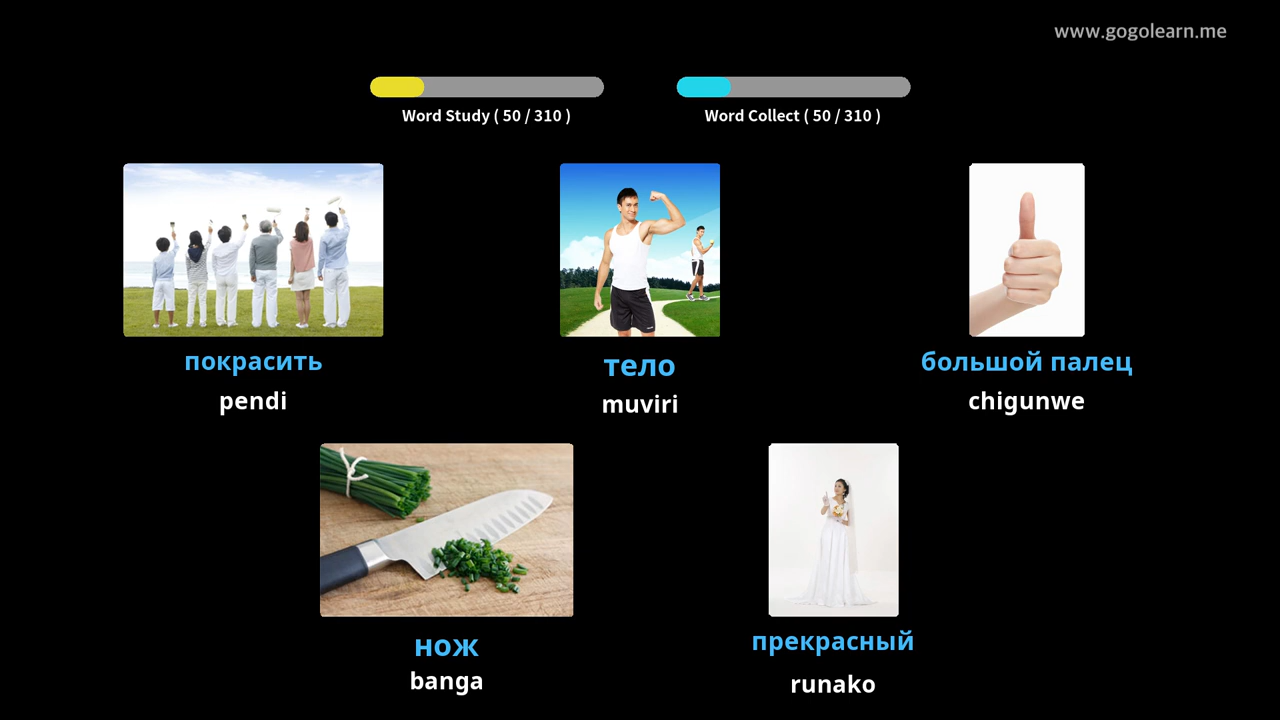 www.gogolearn.me
Word Study ( 50 / 310 )
Word Collect ( 50 / 310 )
покрасить
pendi
тело
muviri
большой палец
chigunwe
нож
banga
прекрасный
runako